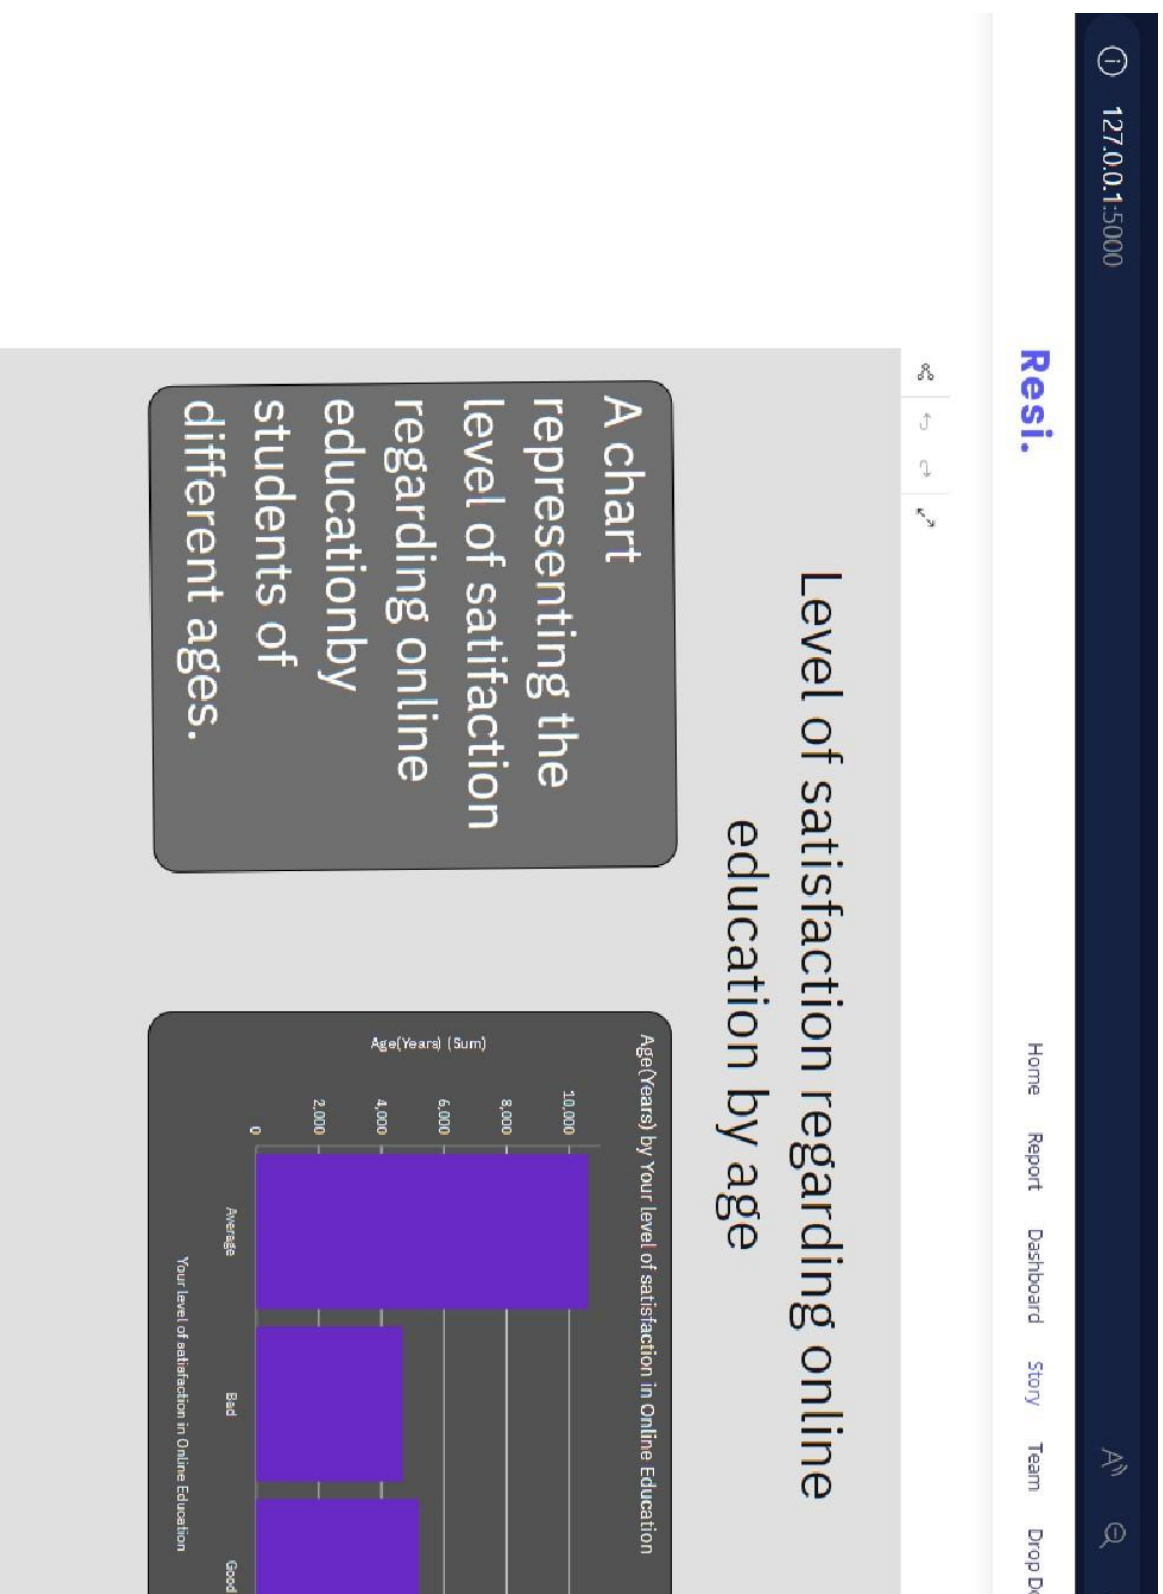 127.0.0.1:5000
Resi.
Home Report Dashboard Story Team Drop
Level of satisfaction regarding online
education by age
A chart
representing the
level of satifaction
regarding online
educationby
students of
different ages.
Age(Years) by Your level of satisfaction in Online Education
Age(Years) (Sum)
10,000
8,000
6,000
4,000
2,000
0
Average Bad Good
Your level of satisfaction in Online Education